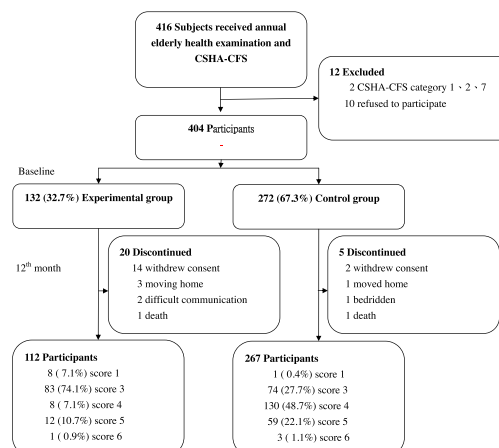 416 Subjects received annual
elderly health examination and
CSHA-CFS
12 Excluded
2 CSHA-CFS category 1、2、7
10 refused to participate
404 Participants
-
Baseline
132 (32.7%) Experimental group
272 (67.3%) Control group
20 Discontinued
14 withdrew consent
3 moving home
2 difficult communication
1 death
5 Discontinued
2 withdrew consent
1 moved home
1 bedridden
1 death
12th month
112 Participants
8 ( 7.1%) score 1
83 (74.1%) score 3
8 ( 7.1%) score 4
12 (10.7%) score 5
1 ( 0.9%) score 6
267 Participants
1 ( 0.4%) score 1
74 (27.7%) score 3
130 (48.7%) score 4
59 (22.1%) score 5
3 ( 1.1%) score 6